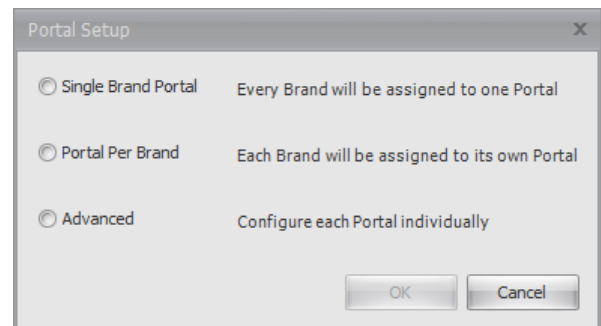 Portal Setup x
Single Brand Portal Every Brand will be assigned to one Portal
Portal Per Brand Each Brand will be assigned to its own Portal
Advanced Configure each Portal individually
OK Cancel